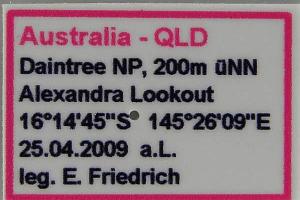 Australia - QLD
Daintree NP, 200m üNN
Alexandra Lookout
16°14'45"S 145°26'09"E
25.04.2009 a.L.
leg. E. Friedrich